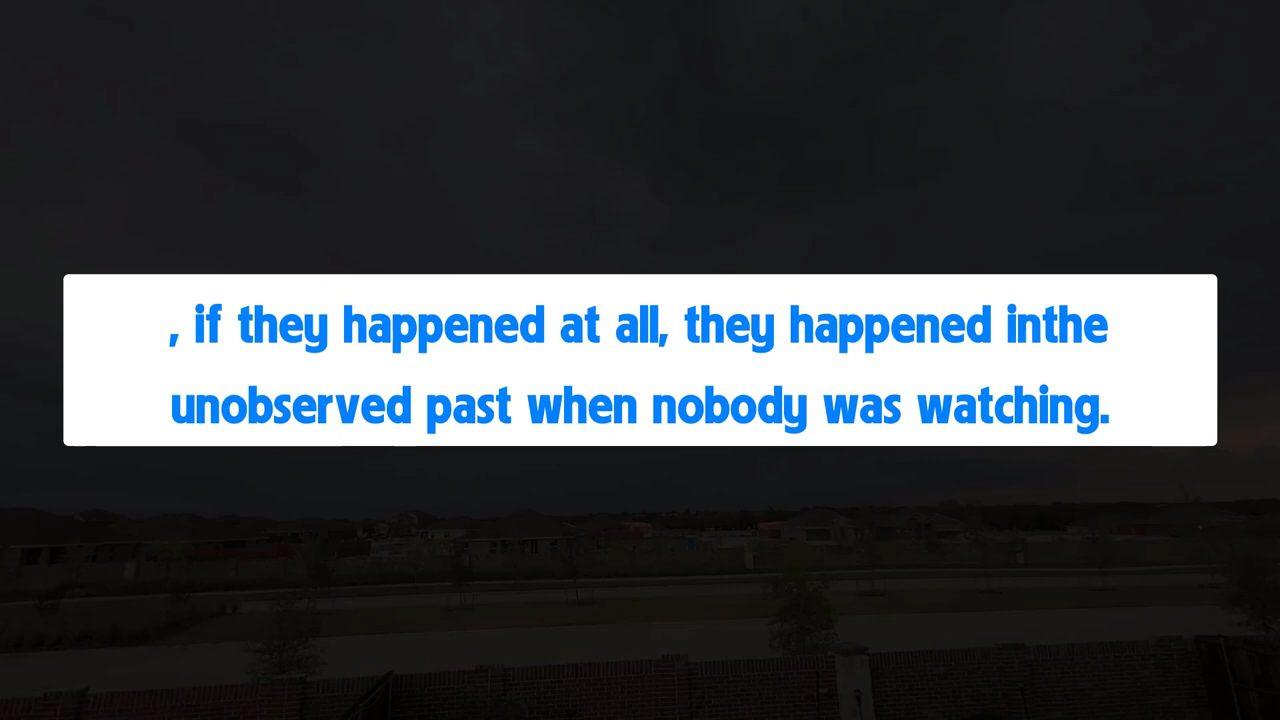 , if they happened at all, they happened inthe
unobserved past when nobody was watching.